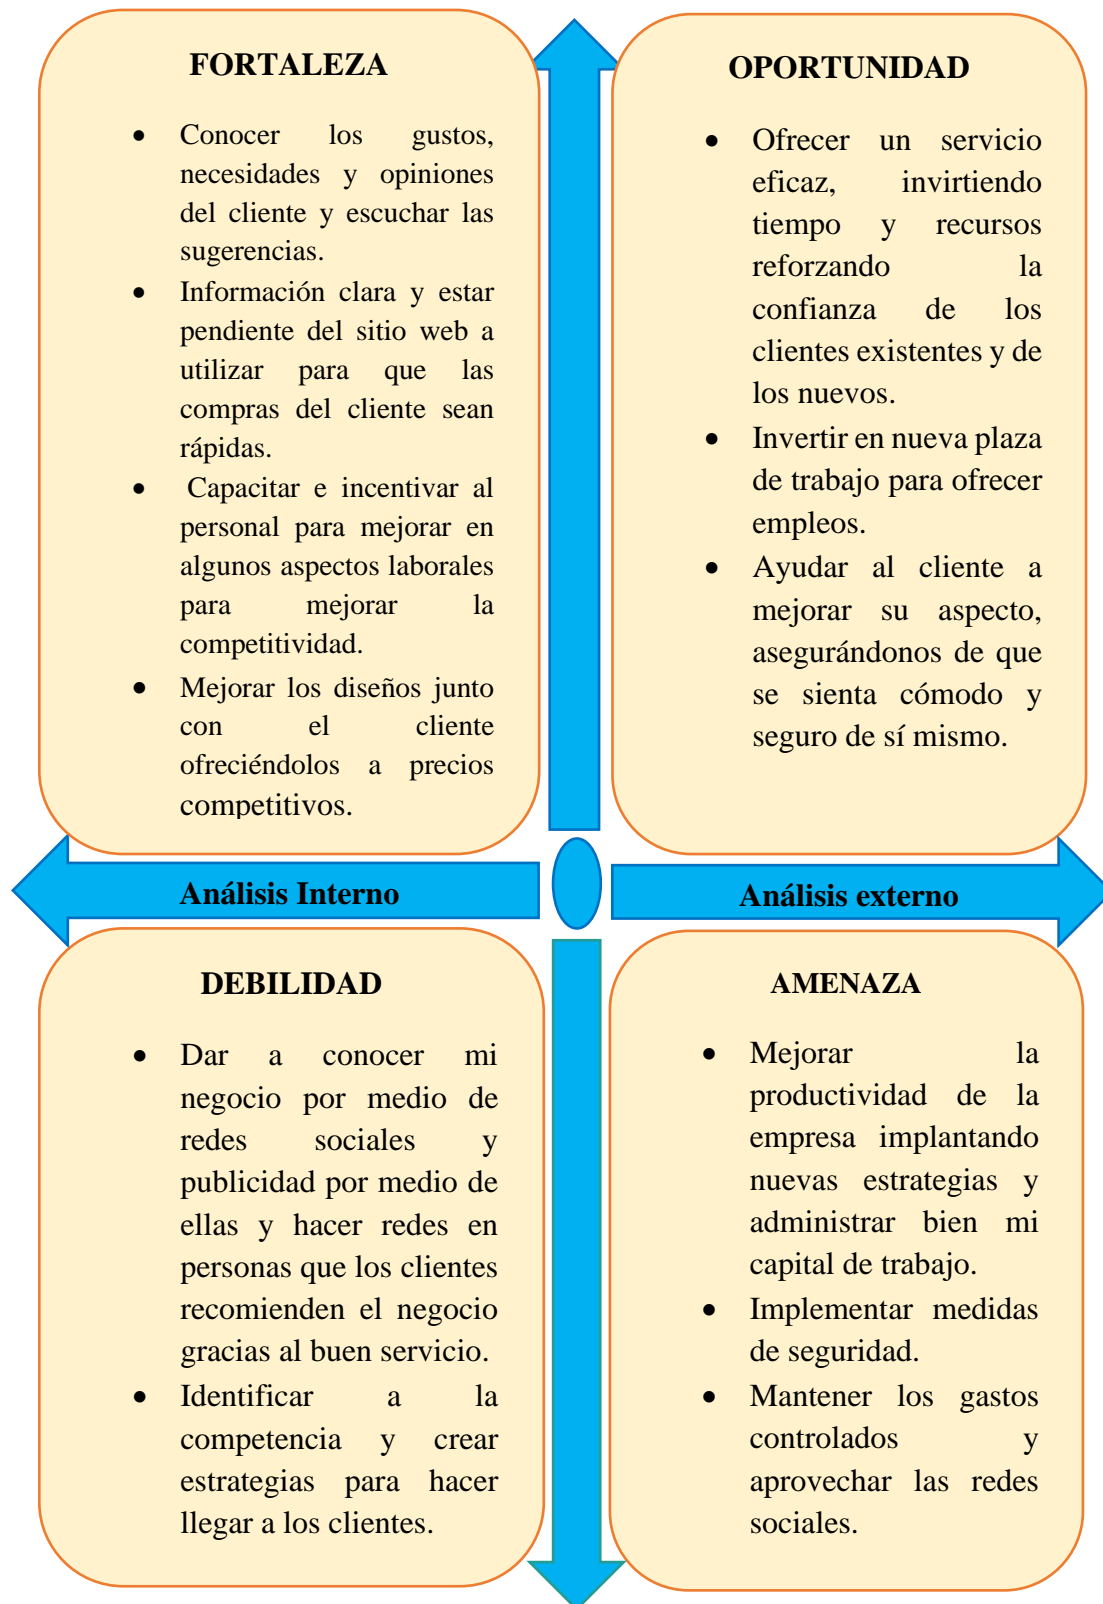 FORTALEZA
• Conocer los gustos,
necesidades y opiniones
del cliente y escuchar las
sugerencias.
• Información clara y estar
pendiente del sitio web a
utilizar para que las
compras del cliente sean
rápidas.
• Capacitar e incentivar al
personal para mejorar en
algunos aspectos laborales
para mejorar la
competitividad.
• Mejorar los diseños junto
con el cliente
ofreciéndolos a precios
competitivos.
OPORTUNIDAD
• Ofrecer un servicio
eficaz, invirtiendo
tiempo y recursos
reforzando la
confianza de los
clientes existentes y de
los nuevos.
• Invertir en nueva plaza
de trabajo para ofrecer
empleos.
• Ayudar al cliente a
mejorar su aspecto,
asegurándonos de que
se sienta cómodo y
seguro de sí mismo.
Análisis Interno
Análisis externo
DEBILIDAD
• Dar a conocer mi
negocio por medio de
redes sociales y
publicidad por medio de
ellas y hacer redes en
personas que los clientes
recomienden el negocio
gracias al buen servicio.
• Identificar a la
competencia y crear
estrategias para hacer
llegar a los clientes.
AMENAZA
• Mejorar la
productividad de la
empresa implantando
nuevas estrategias y
administrar bien mi
capital de trabajo.
• Implementar medidas
de seguridad.
• Mantener los gastos
controlados y
aprovechar las redes
sociales.